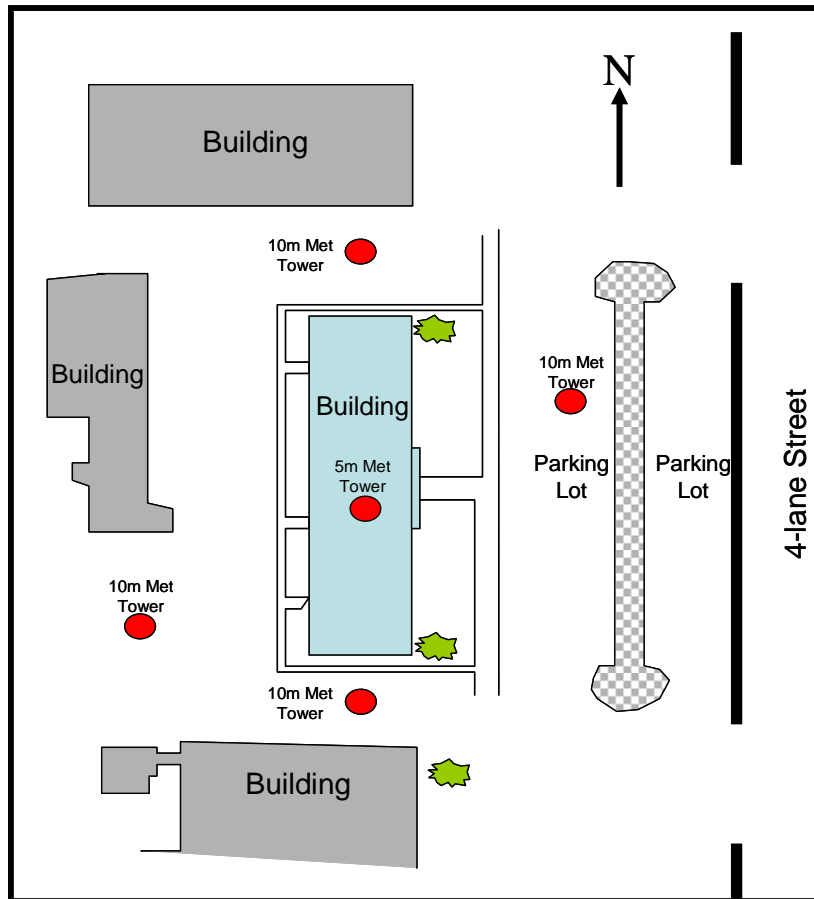 N
Building
10m Met
Tower
Building
10m Met
Tower
Building
5m Met
Tower
Parking
Lot
Parking
Lot
4-lane Street
10m Met
Tower
10m Met
Tower
Building